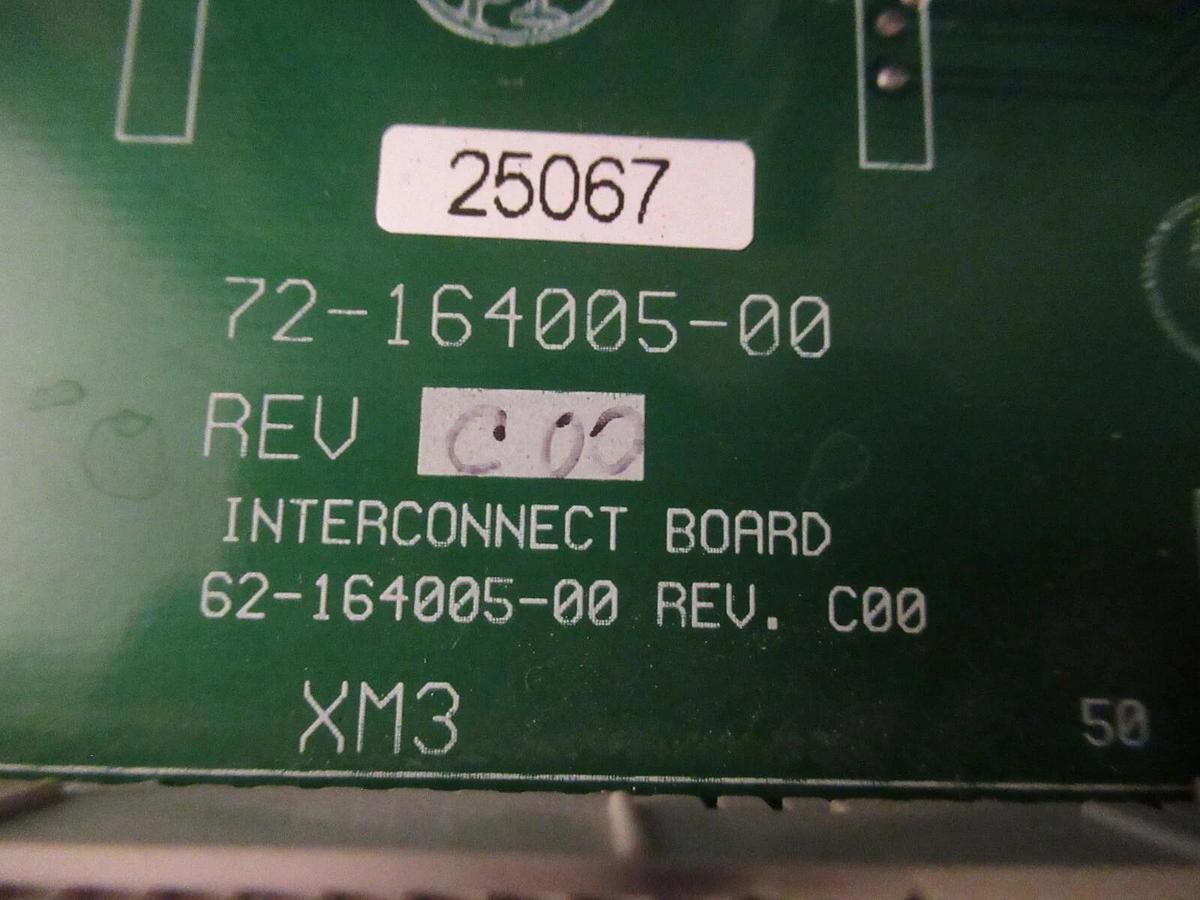 25067
72-164005-00
REV C00
INTERCONNECT BOARD
62-164005-00 REV. C00
XM3
50